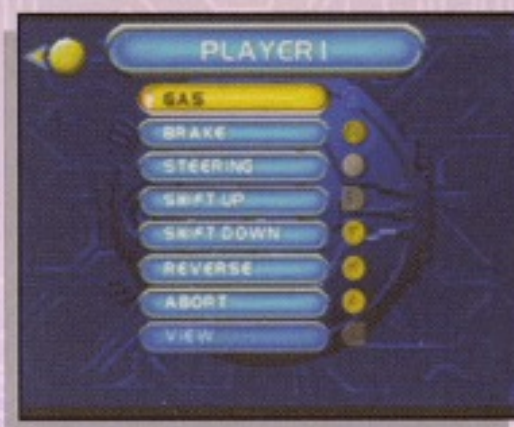 PLAYER 1
GAS
BRAKE
STEERING
SHIFT UP
SHIFT DOWN
REVERSE
ABORT
VIEW